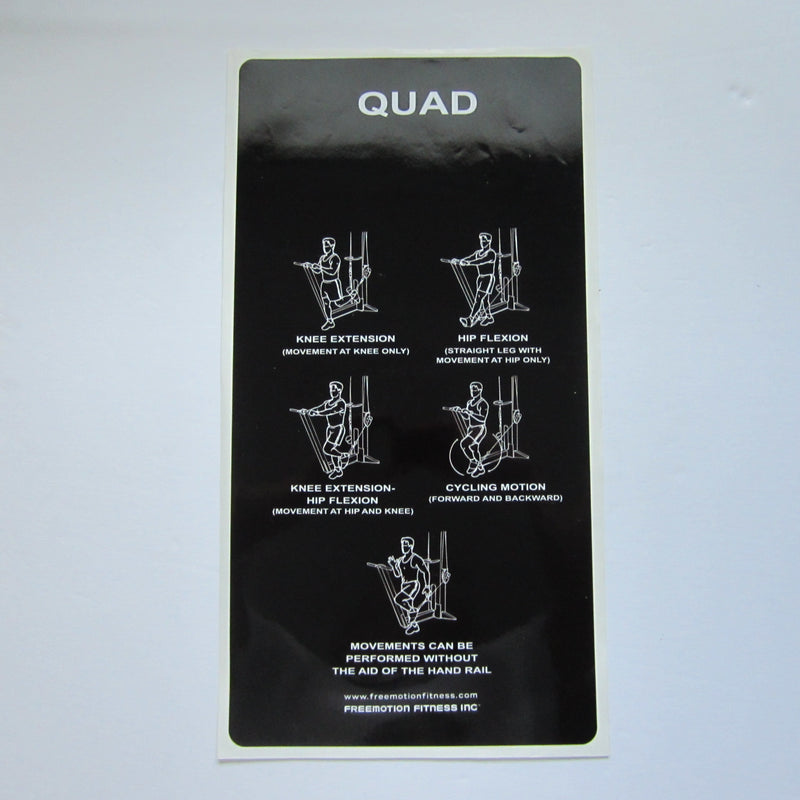 QUAD
KNEE EXTENSION
(MOVEMENT AT KNEE ONLY)
HIP FLEXION
(STRAIGHT LEG WITH
MOVEMENT AT HIP ONLY)
KNEE EXTENSION-
HIP FLEXION
(MOVEMENT AT HIP AND KNEE)
CYCLING MOTION
(FORWARD AND BACKWARD)
MOVEMENTS CAN BE
PERFORMED WITHOUT
THE AID OF THE HAND RAIL
www.freemotionfitness.com
FREEMOTION FITNESS INC